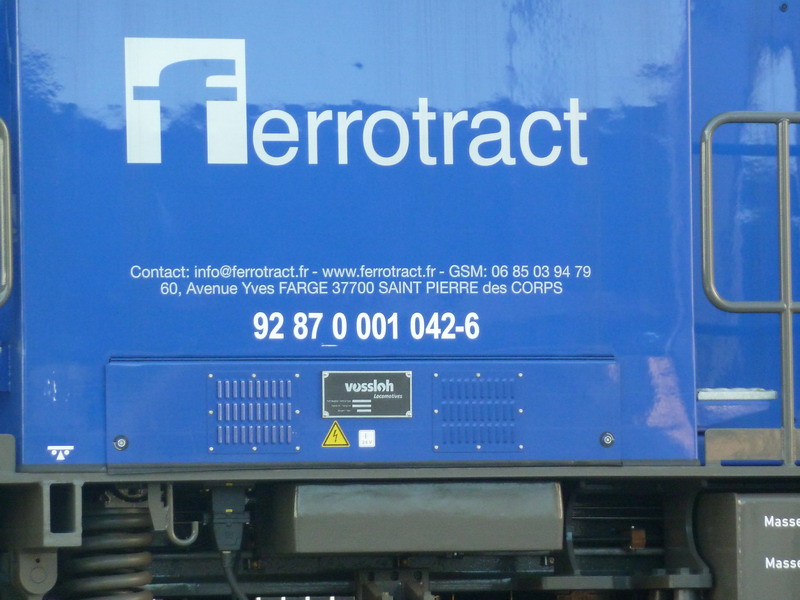 ferrotract
Contact: info@ferrotract.fr - www.ferrotract.fr - GSM: 06 85 03 94 79
60, Avenue Yves FARGE 37700 SAINT PIERRE des CORPS
92 87 0 001 042-6
vossloh
Locomotives
Masse
Masse